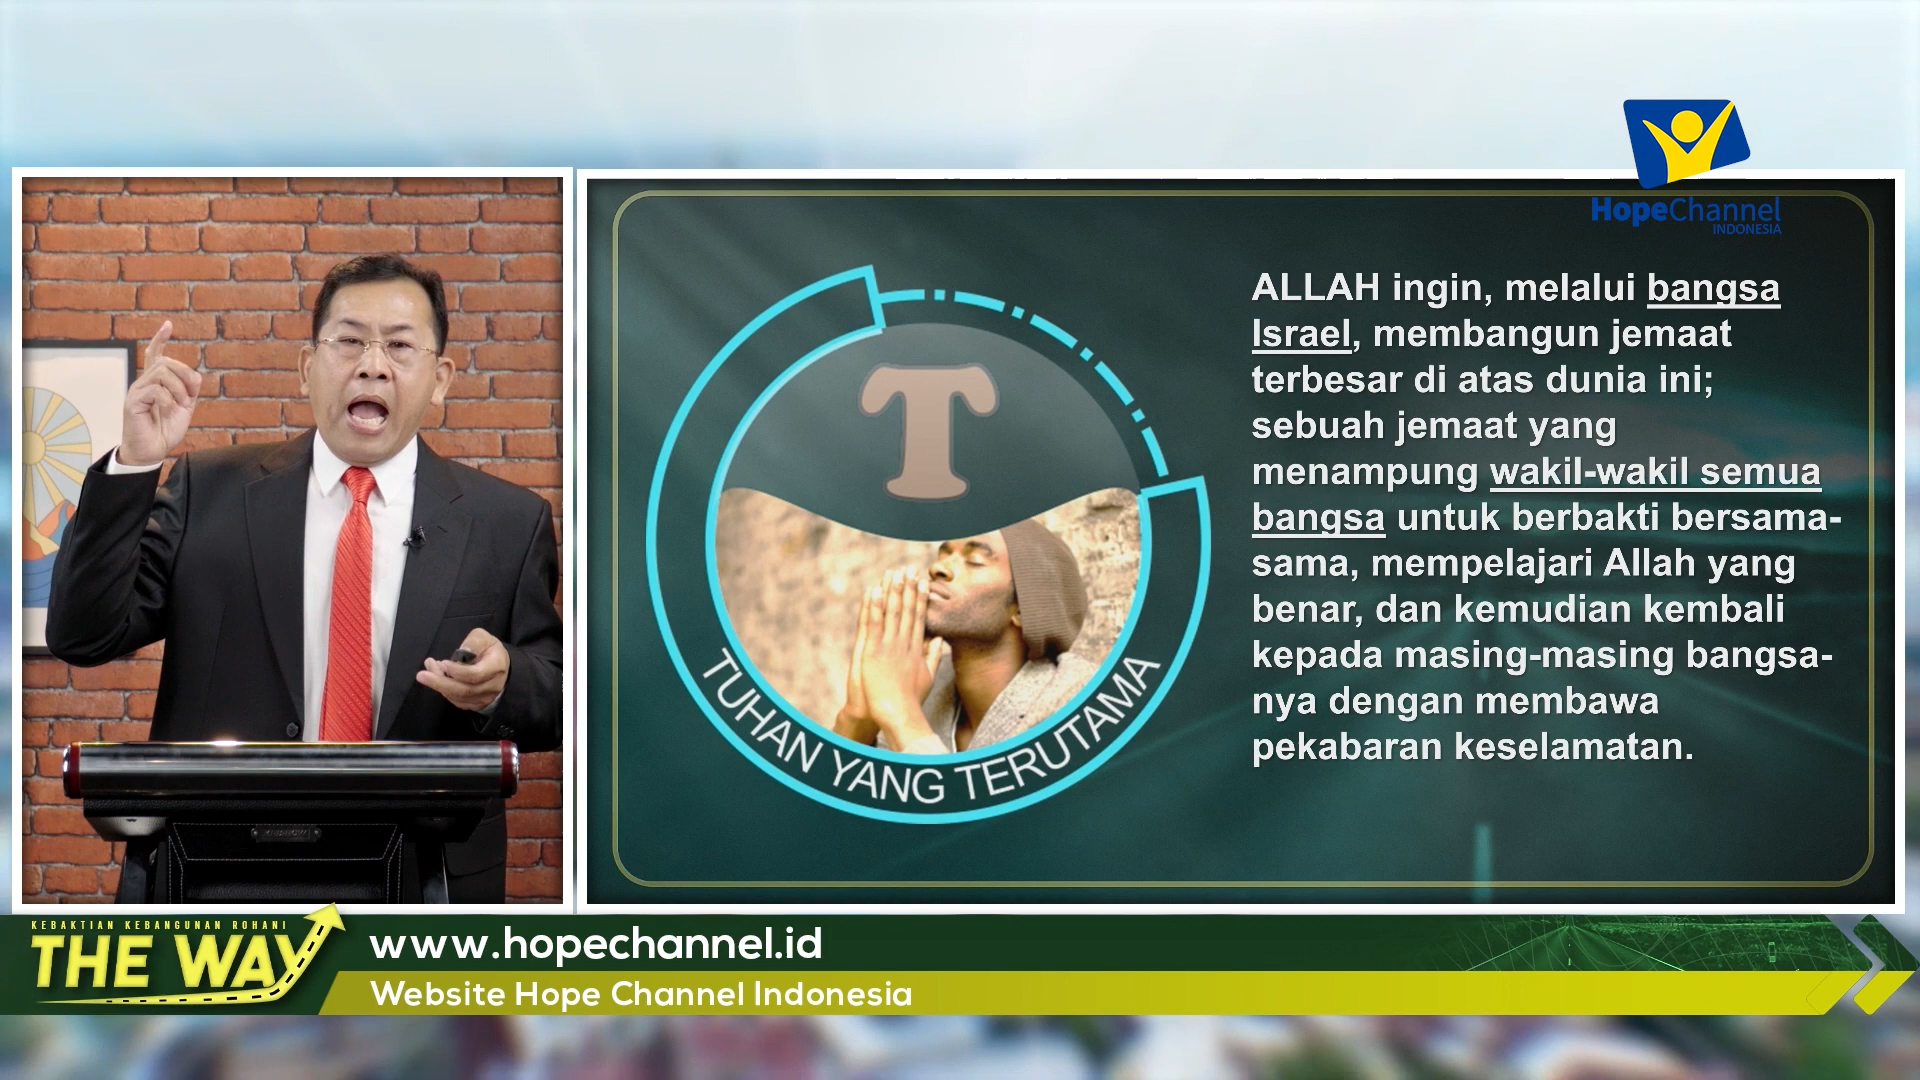 HopeChannel
INDONESIA
ALLAH ingin, melalui bangsa
Israel, membangun jemaat
terbesar di atas dunia ini;
sebuah jemaat yang
menampung wakil-wakil semua
bangsa untuk berbakti bersama-
sama, mempelajari Allah yang
benar, dan kemudian kembali
kepada masing-masing bangsa-
nya dengan membawa
pekabaran keselamatan.
T
TUHAN YANG TERUTAMA
KEBAKTIAN KEBANGUNAN ROHANI
THE WAY
www.hopechannel.id
Website Hope Channel Indonesia